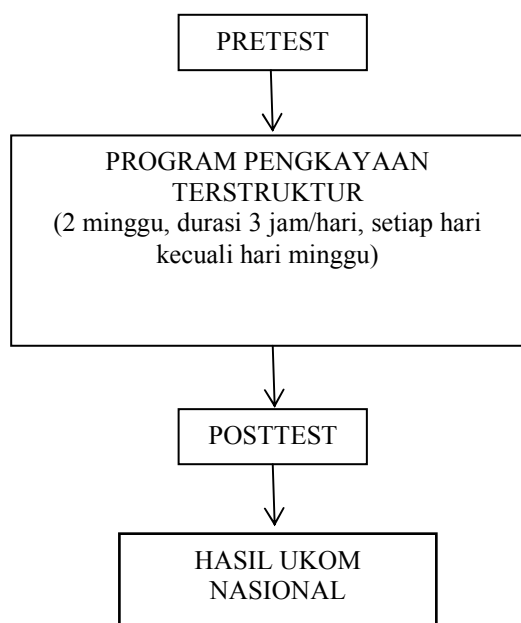 PRETEST
PROGRAM PENGKAYAAN
TERSTRUKTUR
(2 minggu, durasi 3 jam/hari, setiap hari
kecuali hari minggu)
POSTTEST
HASIL UKOM
NASIONAL